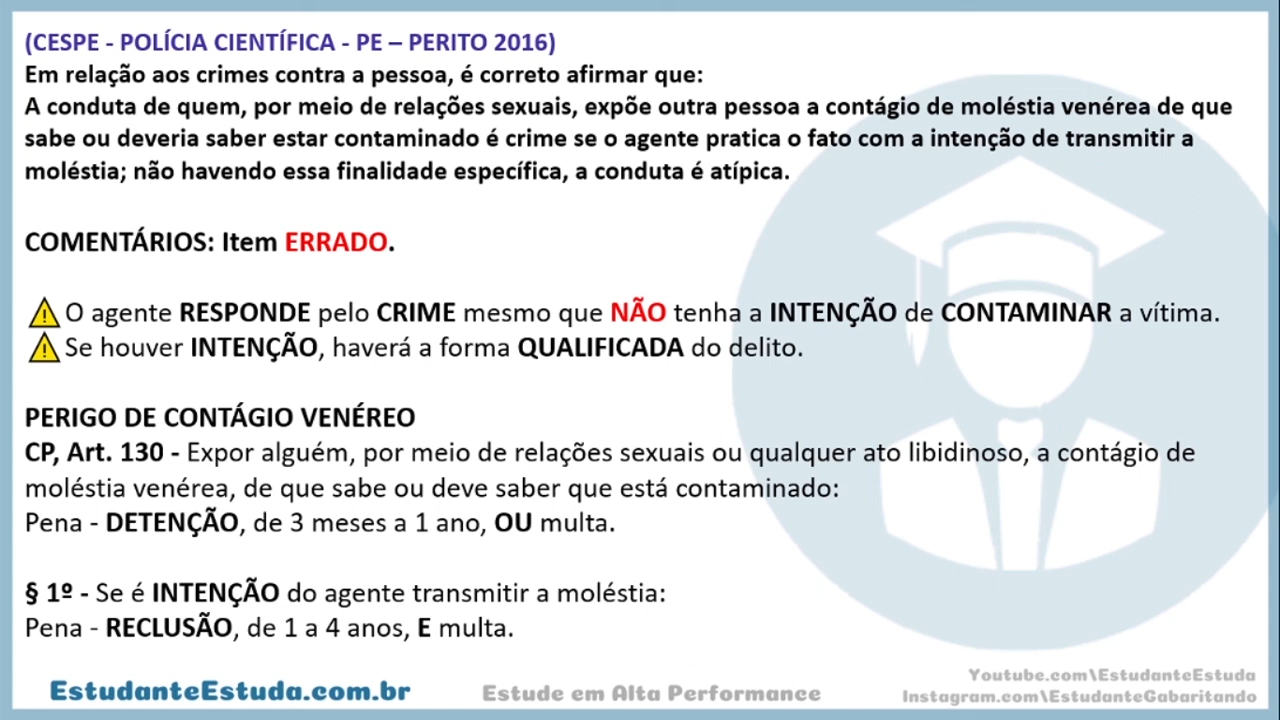 (CESPE - POLÍCIA CIENTÍFICA - PE – PERITO 2016)
Em relação aos crimes contra a pessoa, é correto afirmar que:
A conduta de quem, por meio de relações sexuais, expõe outra pessoa a contágio de moléstia venérea de que
sabe ou deveria saber estar contaminado é crime se o agente pratica o fato com a intenção de transmitir a
moléstia; não havendo essa finalidade específica, a conduta é atípica.
COMENTÁRIOS: Item ERRADO.
O agente RESPONDE pelo CRIME mesmo que NÃO tenha a INTENÇÃO de CONTAMINAR a vítima.
Se houver INTENÇÃO, haverá a forma QUALIFICADA do delito.
PERIGO DE CONTÁGIO VENÉREO
CP, Art. 130 - Expor alguém, por meio de relações sexuais ou qualquer ato libidinoso, a contágio de
moléstia venérea, de que sabe ou deve saber que está contaminado:
Pena - DETENÇÃO, de 3 meses a 1 ano, OU multa.
§ 1º - Se é INTENÇÃO do agente transmitir a moléstia:
Pena - RECLUSÃO, de 1 a 4 anos, E multa.
EstudanteEstuda.com.br
Estude em Alta Performance
Youtube.com\EstudanteEstuda
Instagram.com\EstudanteGabaritando